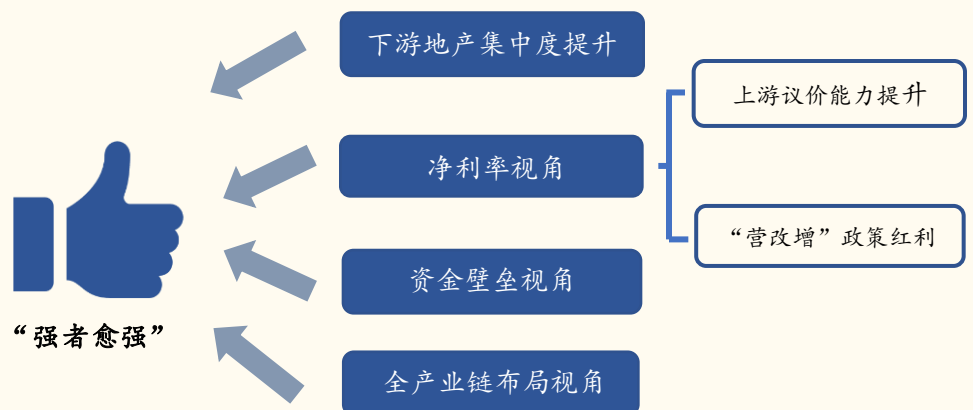 下游地产集中度提升
上游议价能力提升
净利率视角
“营改增”政策红利
资金壁垒视角
“强者愈强”
全产业链布局视角